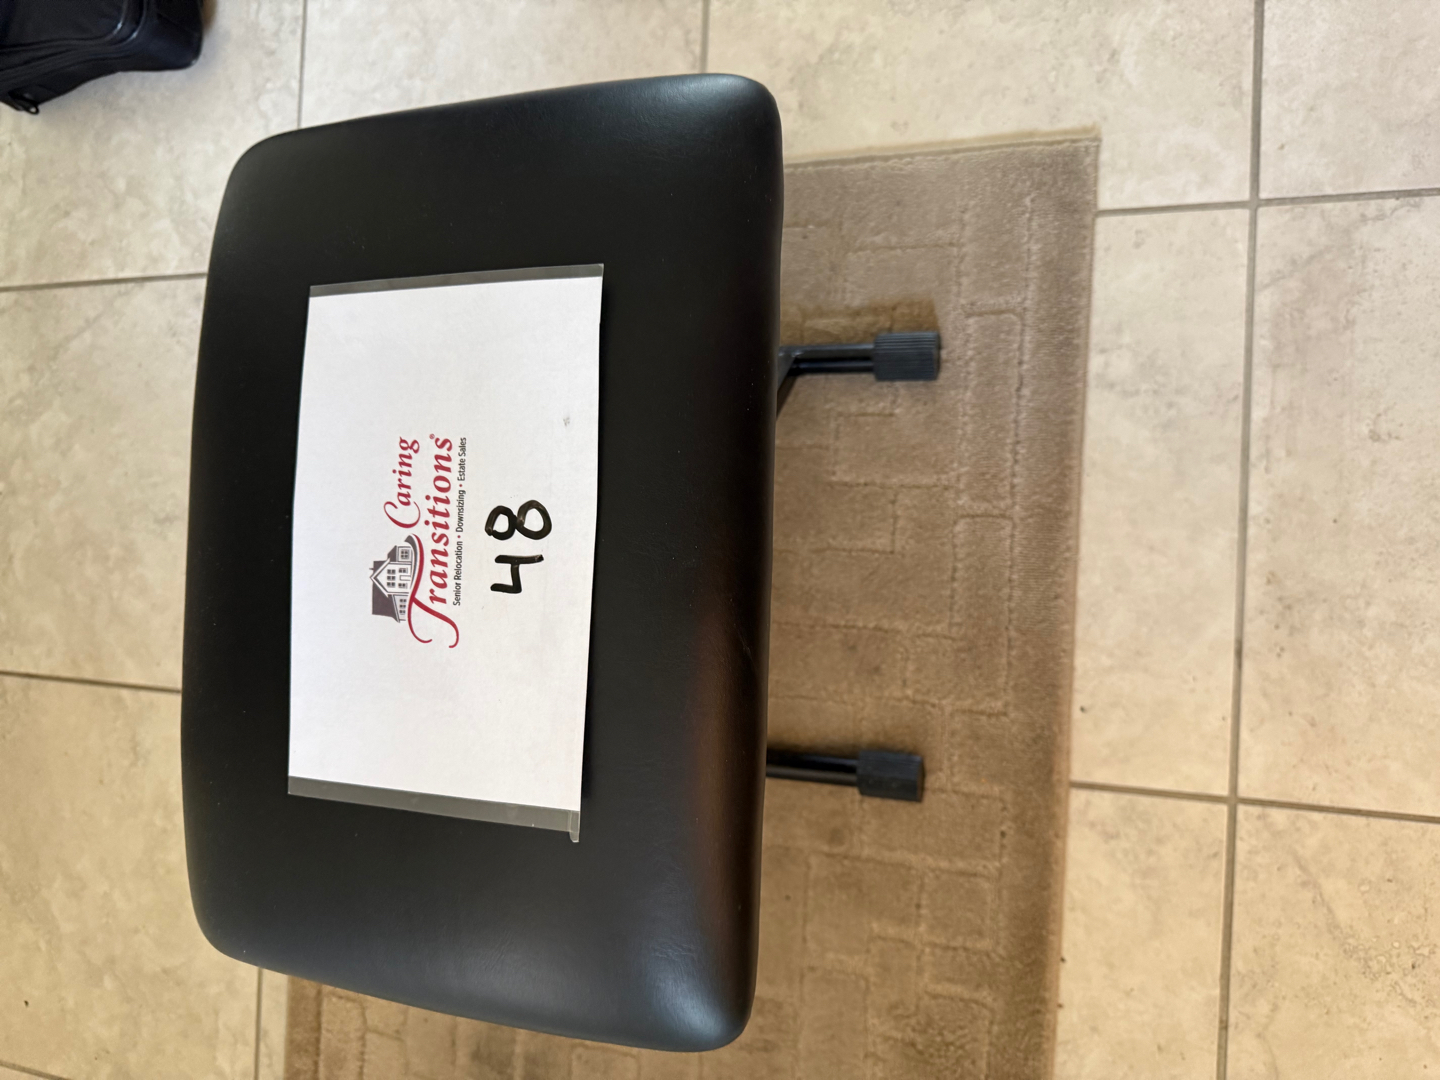 Caring
Transitions®
Senior Relocation • Downsizing • Estate Sales
48